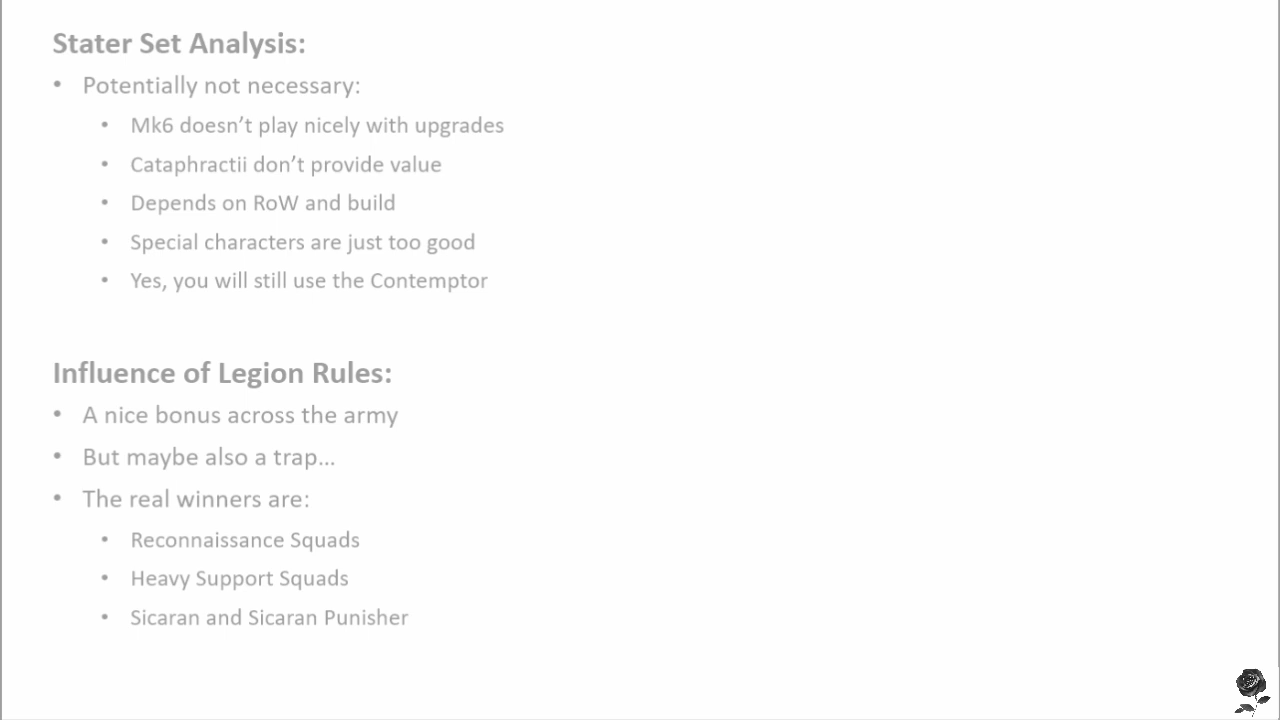 Stater Set Analysis:
• Potentially not necessary:
• Mk6 doesn’t play nicely with upgrades
• Cataphractii don’t provide value
• Depends on RoW and build
• Special characters are just too good
• Yes, you will still use the Contemptor
Influence of Legion Rules:
• A nice bonus across the army
• But maybe also a trap...
• The real winners are:
• Reconnaissance Squads
• Heavy Support Squads
• Sicaran and Sicaran Punisher